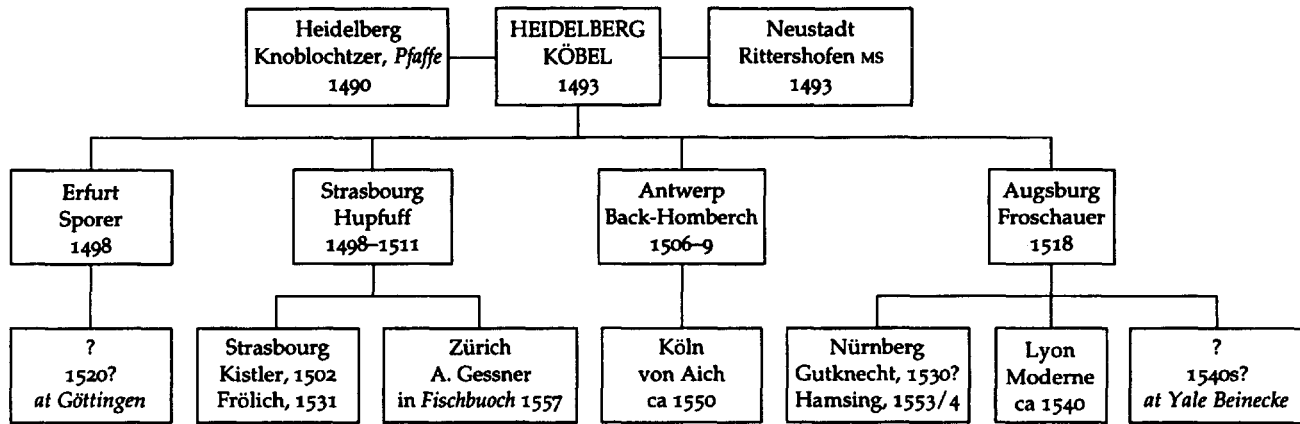 Heidelberg
Knoblochtzer, Pfaffe
1490
HEIDELBERG
KÖBEL
1493
Neustadt
Rittershofen MS
1493
Erfurt
Sporer
1498
Strasbourg
Hupfuff
1498–1511
Antwerp
Back-Homberch
1506–9
Augsburg
Froschauer
1518
?
1520?
at Göttingen
Strasbourg
Kistler, 1502
Frölich, 1531
Zürich
A. Gessner
in Fischbuoch 1557
Köln
von Aich
ca 1550
Nürnberg
Gutknecht, 1530?
Hamsing, 1553/4
Lyon
Moderne
ca 1540
?
1540s?
at Yale Beinecke